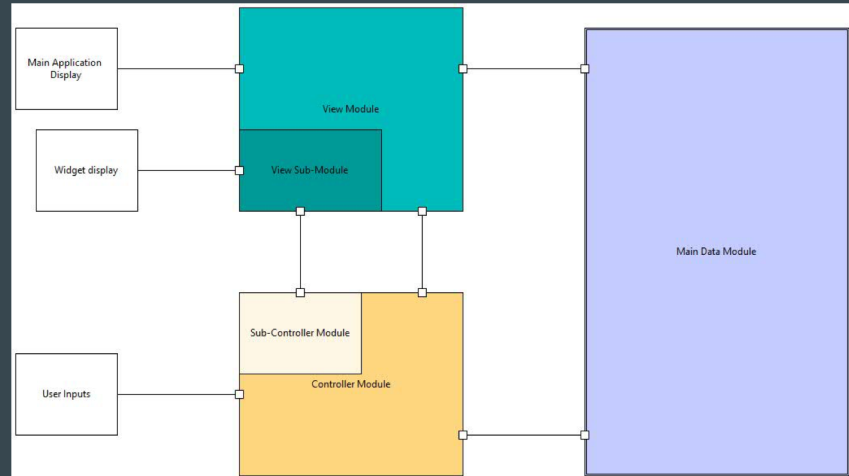 Main Application
Display
View Module
Widget display
View Sub-Module
Main Data Module
Sub-Controller Module
Controller Module
User Inputs